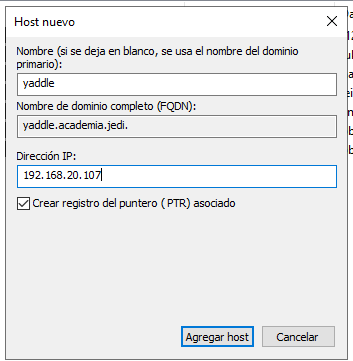 Host nuevo
Nombre (si se deja en blanco, se usa el nombre del dominio
primario):
yaddle
Nombre de dominio completo (FQDN):
yaddle.academia.jedi.
Dirección IP:
192.168.20.107
Crear registro del puntero (PTR) asociado
Agregar host
Cancelar